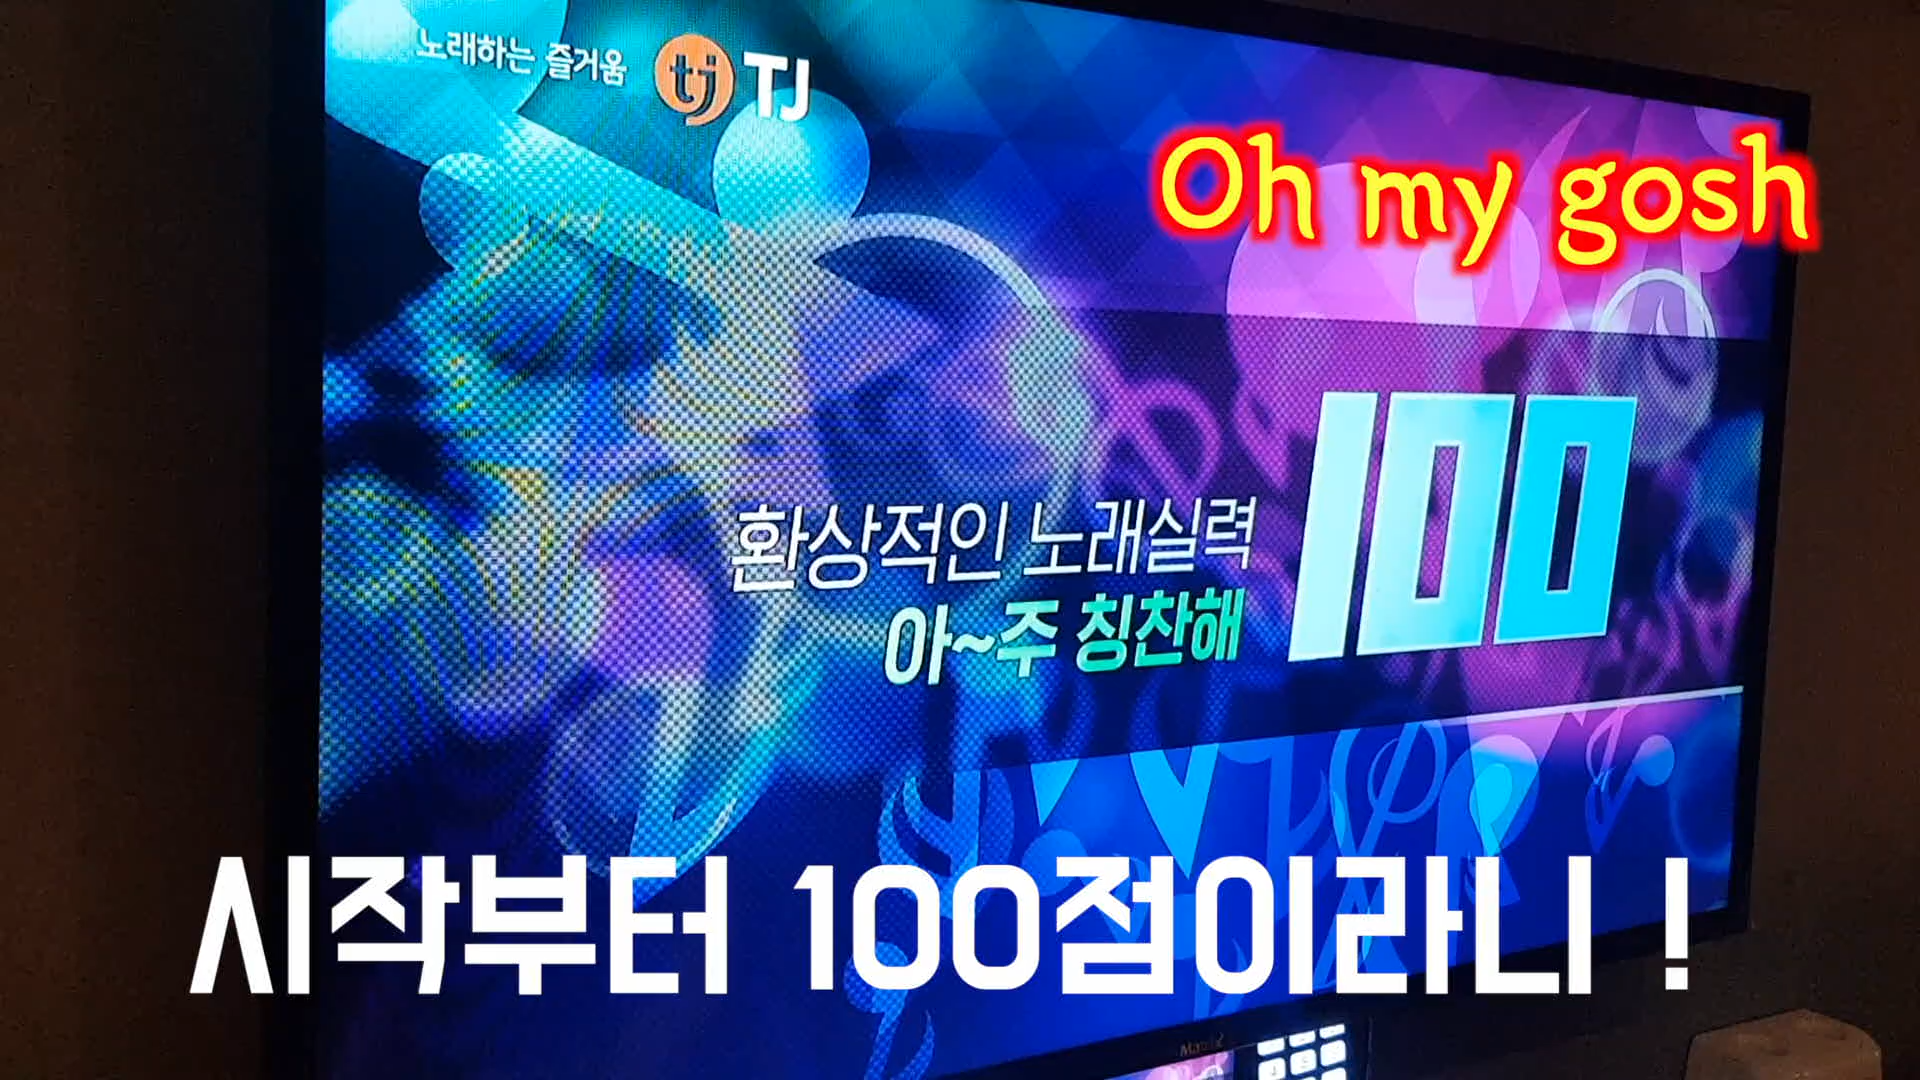 노래하는 즐거움 tj TJ
Oh my gosh
환상적인 노래실력
아~주 칭찬해
100
시작부터 100점이라니 !